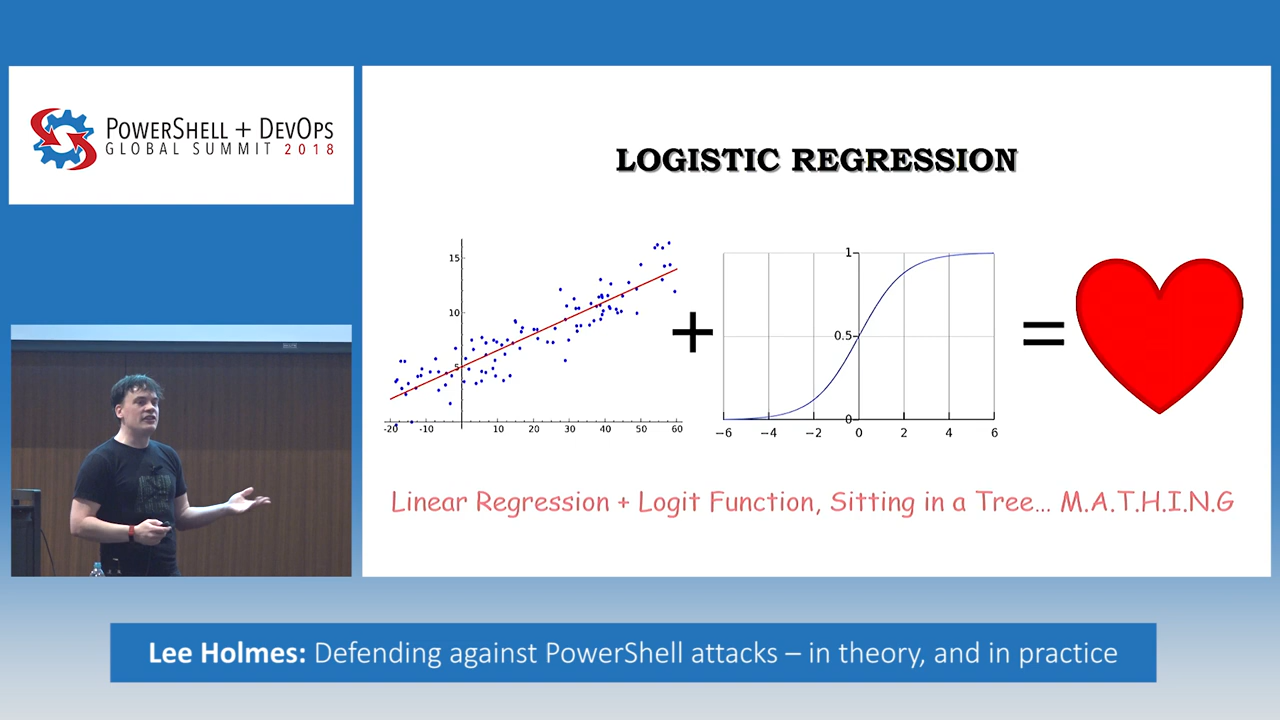 POWERSHELL + DEVOPS
GLOBAL SUMMIT 2018
LOGISTIC REGRESSION
15
10
5
-20 -10 10 20 30 40 50 60
+
1
0.5
0
−6 −4 −2 0 2 4 6
=
Linear Regression + Logit Function, Sitting in a Tree... M.A.T.H.I.N.G
Lee Holmes: Defending against PowerShell attacks – in theory, and in practice